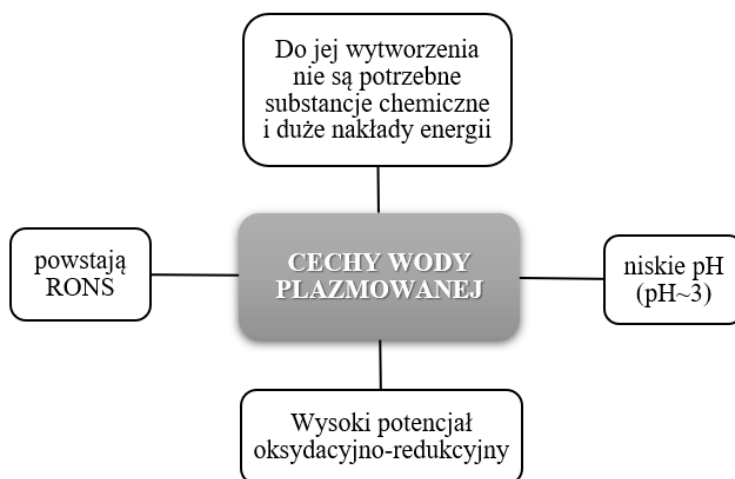 Do jej wytworzenia
nie są potrzebne
substancje chemiczne
i duże nakłady energii
powstają
RONS
CECHY WODY
PLAZMOWANEJ
niskie pH
(pH~3)
Wysoki potencjał
oksydacyjno-redukcyjny